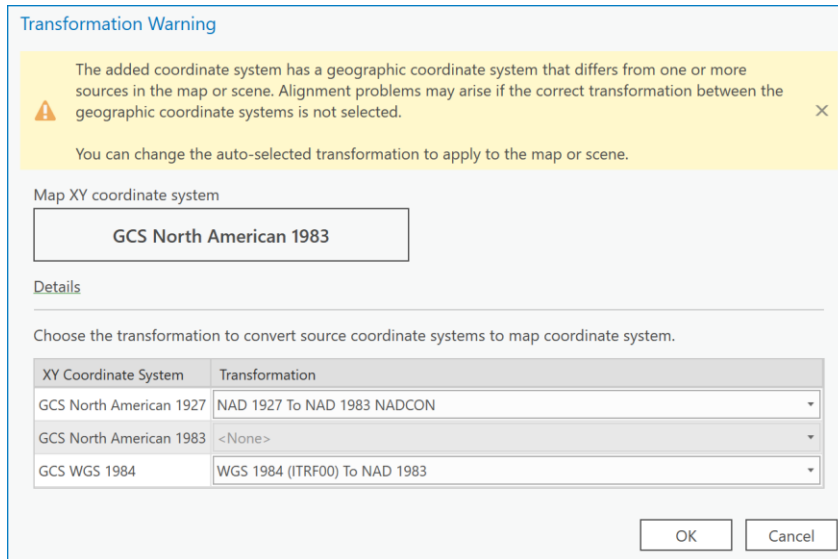 Transformation Warning
The added coordinate system has a geographic coordinate system that differs from one or more
sources in the map or scene. Alignment problems may arise if the correct transformation between the
geographic coordinate systems is not selected.
You can change the auto-selected transformation to apply to the map or scene.
Map XY coordinate system
GCS North American 1983
Details
Choose the transformation to convert source coordinate systems to map coordinate system.
XY Coordinate System Transformation
GCS North American 1927 NAD 1927 To NAD 1983 NADCON
GCS North American 1983 <None>
GCS WGS 1984 WGS 1984 (ITRF00) To NAD 1983
OK Cancel